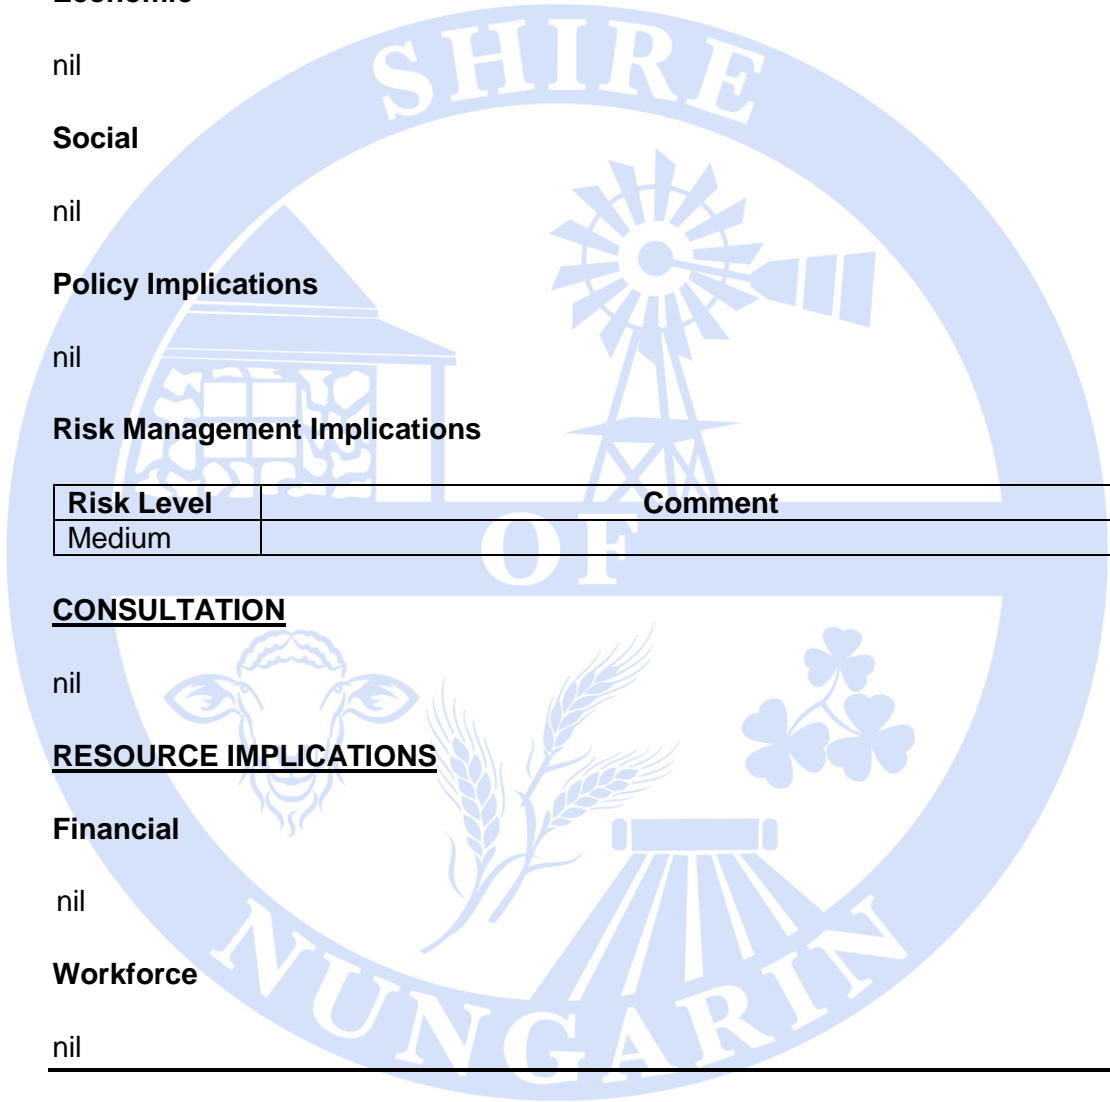 Economic
nil
Social
nil
Policy Implications
nil
Risk Management Implications
Risk Level Comment
Medium
CONSULTATION
nil
RESOURCE IMPLICATIONS
Financial
nil
Workforce
nil
SHIRE
OF
NUNGARIN